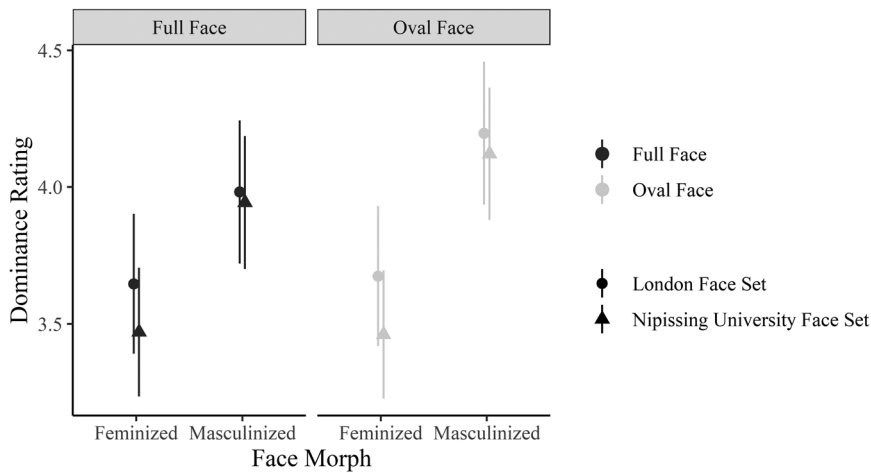 Full Face
Oval Face
4.5
4.0
3.5
Dominance Rating
Feminized
Masculinized
Feminized
Masculinized
Face Morph
Full Face
Oval Face
London Face Set
Nipissing University Face Set